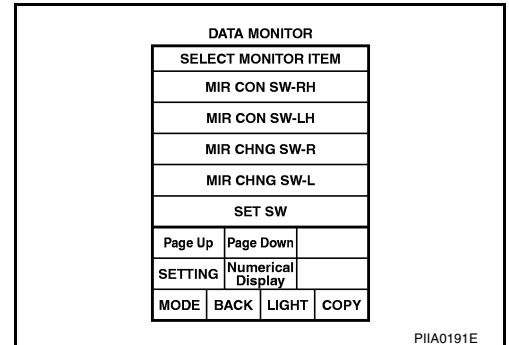 DATA MONITOR
SELECT MONITOR ITEM
MIR CON SW-RH
MIR CON SW-LH
MIR CHNG SW-R
MIR CHNG SW-L
SET SW
Page Up Page Down
SETTING Numerical Display
MODE BACK LIGHT COPY
PIIA0191E